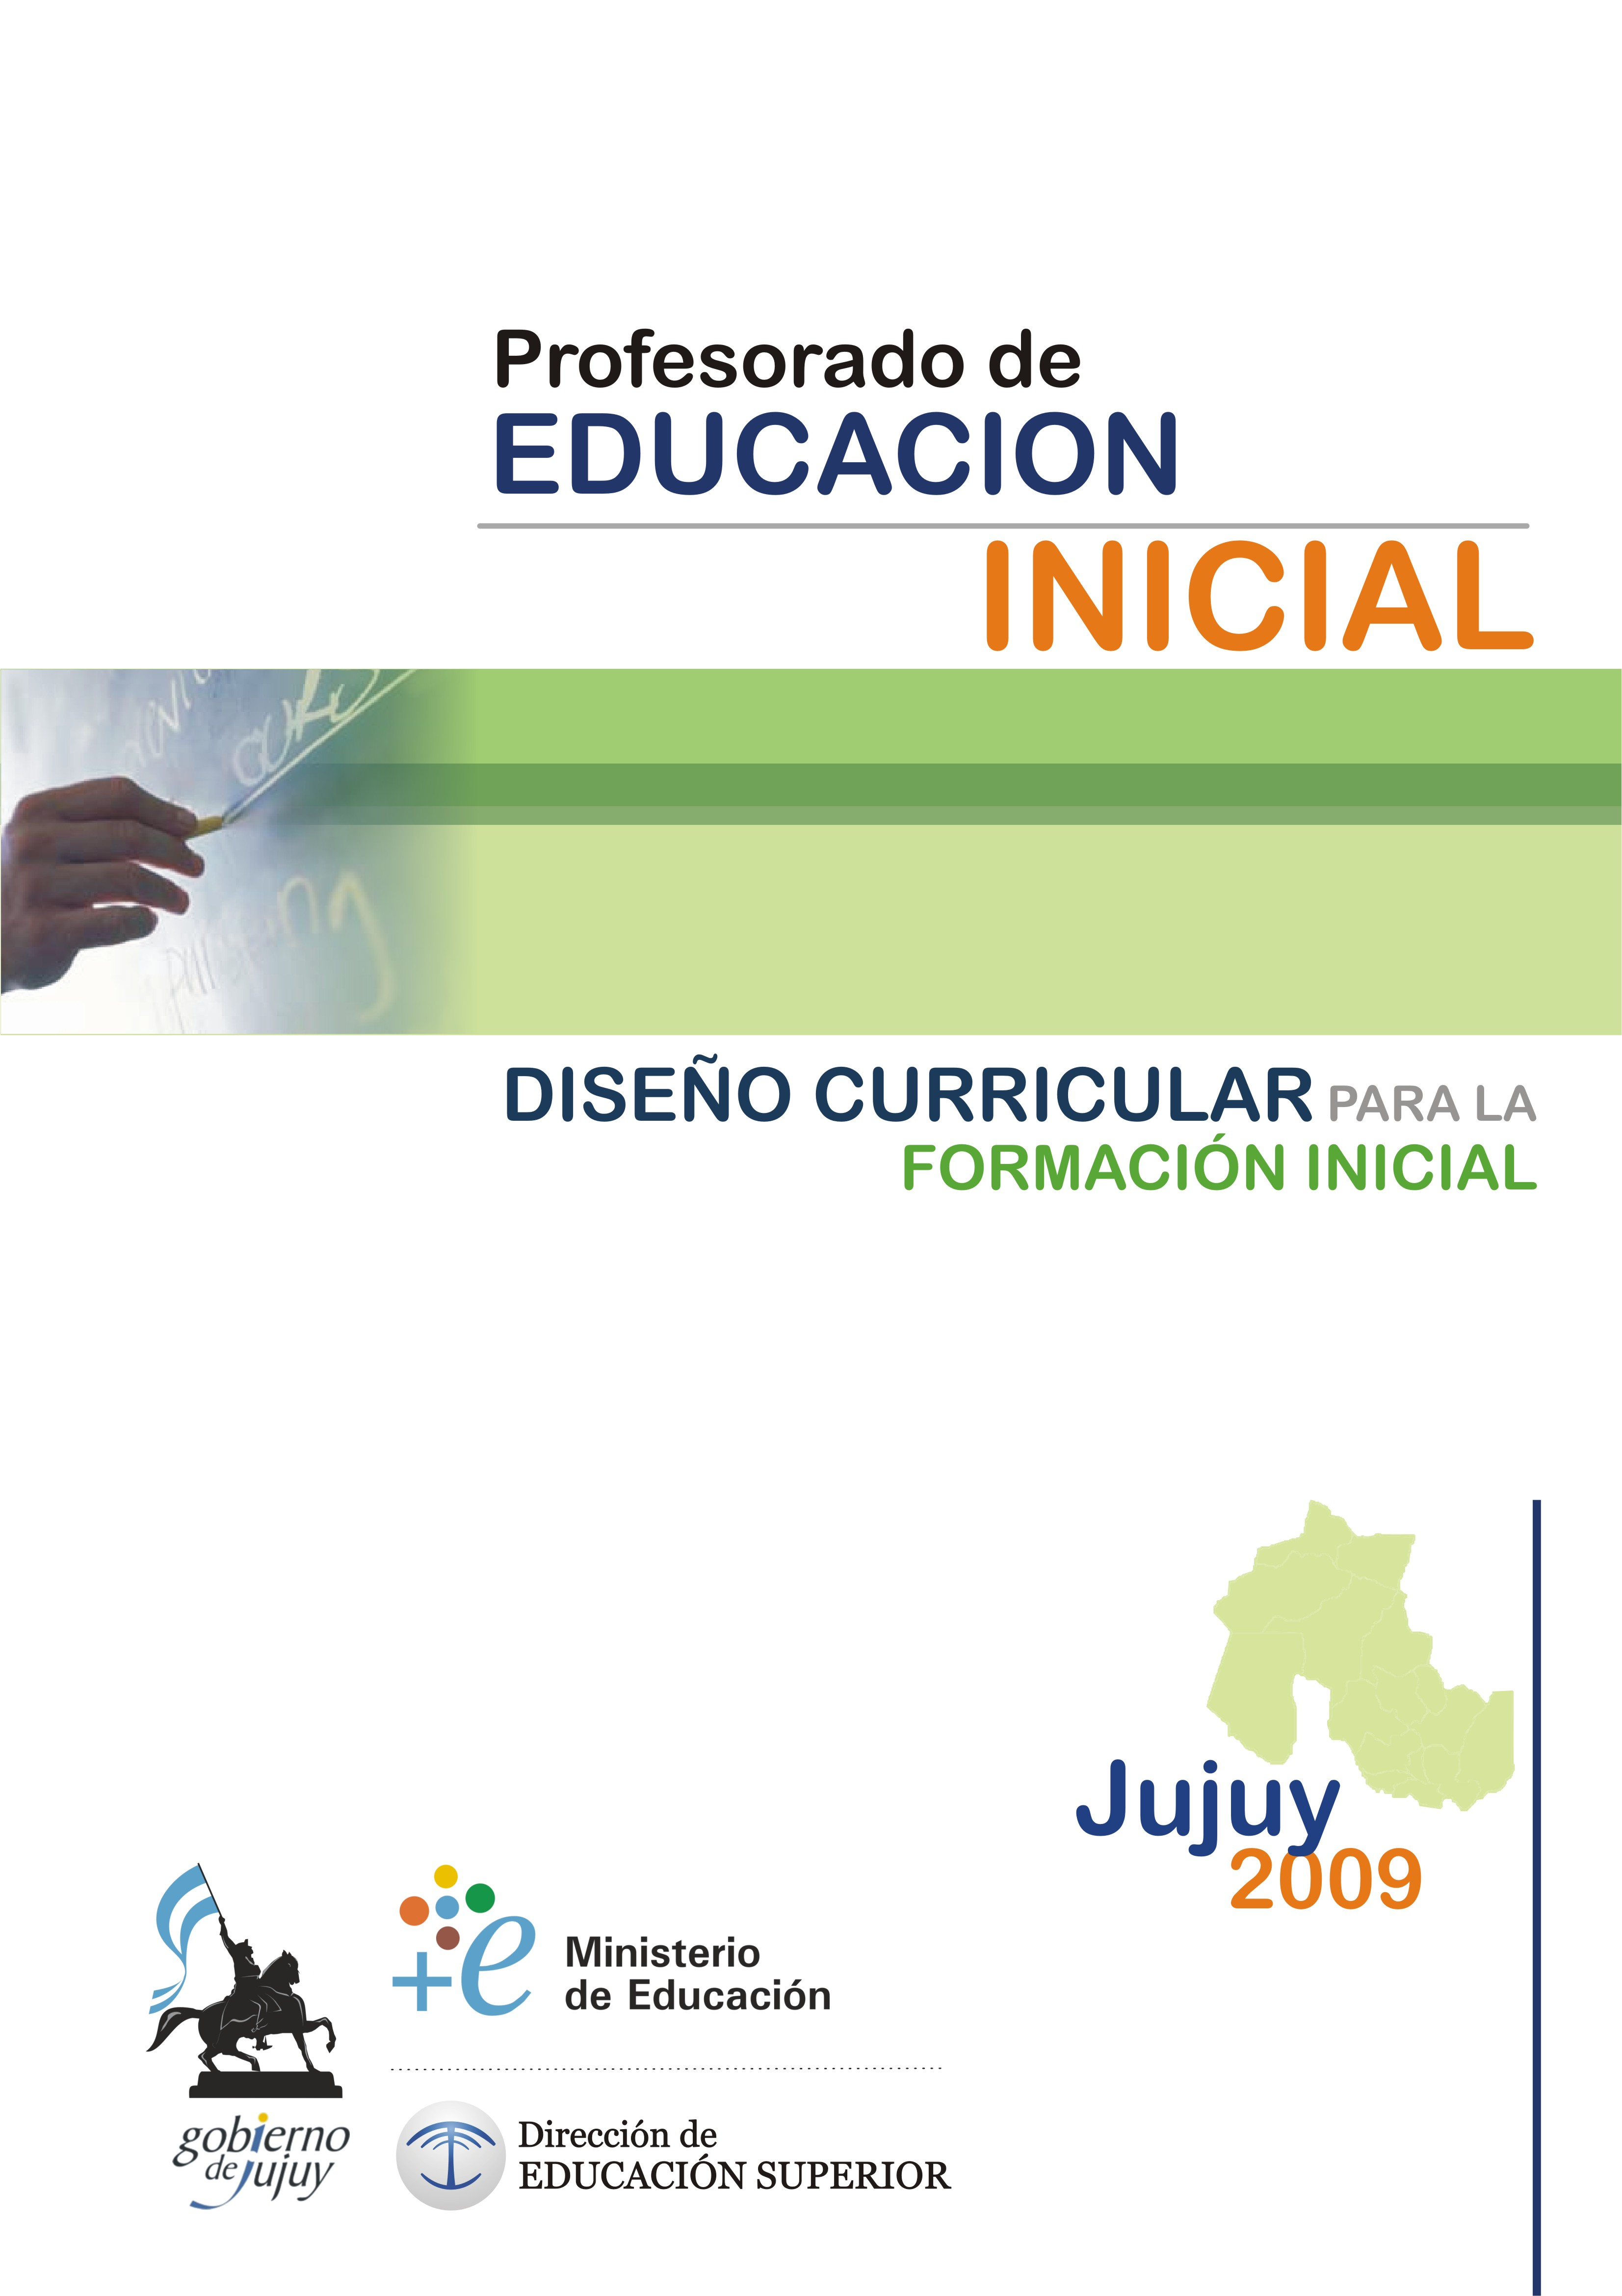 Profesorado de
EDUCACION
INICIAL
DISEÑO CURRICULAR PARA LA
FORMACIÓN INICIAL
Jujuy
2009
+e Ministerio
de Educación
gobierno
de jujuy
Dirección de
EDUCACIÓN SUPERIOR